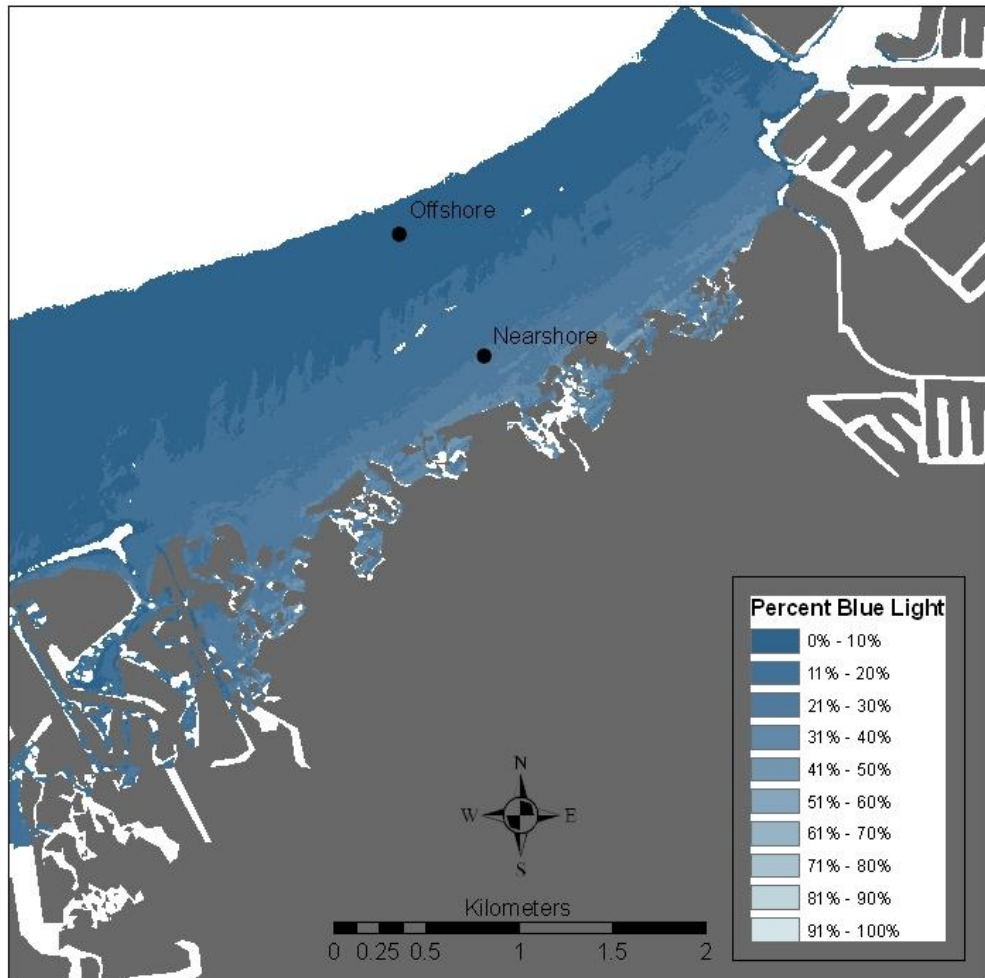 Offshore
Nearshore
Percent Blue Light
0% - 10%
11% - 20%
21% - 30%
31% - 40%
41% - 50%
51% - 60%
61% - 70%
71% - 80%
81% - 90%
91% - 100%
N
W E
S
Kilometers
0 0.25 0.5 1 1.5 2